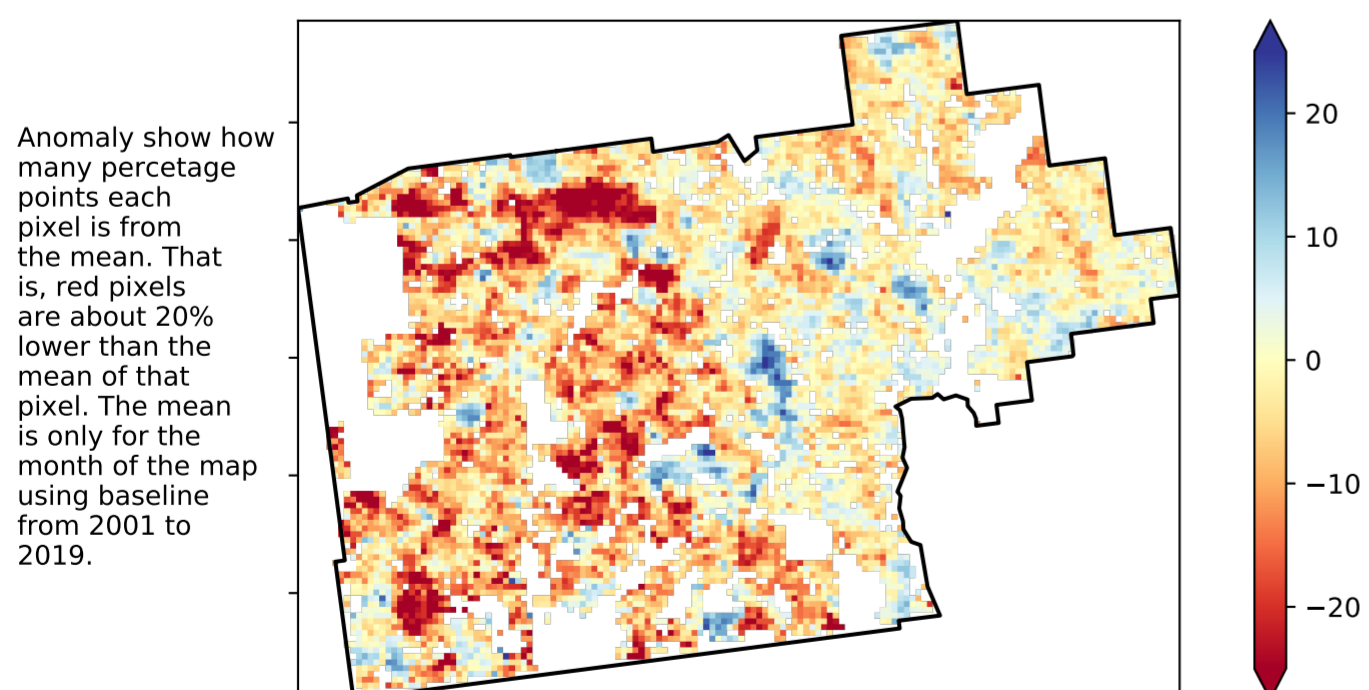 Anomaly show how
many percetage
points each
pixel is from
the mean. That
is, red pixels
are about 20%
lower than the
mean of that
pixel. The mean
is only for the
month of the map
using baseline
from 2001 to
2019.
20
10
0
−10
−20